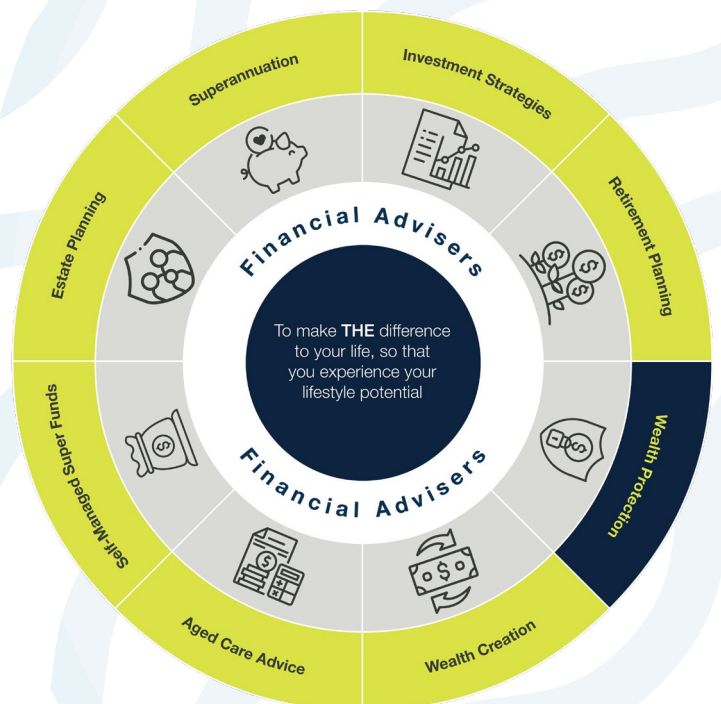 Superannuation
Investment Strategies
Estate Planning
Retirement Planning
Financial Advisers
To make THE difference
to your life, so that
you experience your
lifestyle potential
Financial Advisers
Self-Managed Super Funds
Wealth Protection
Aged Care Advice
Wealth Creation